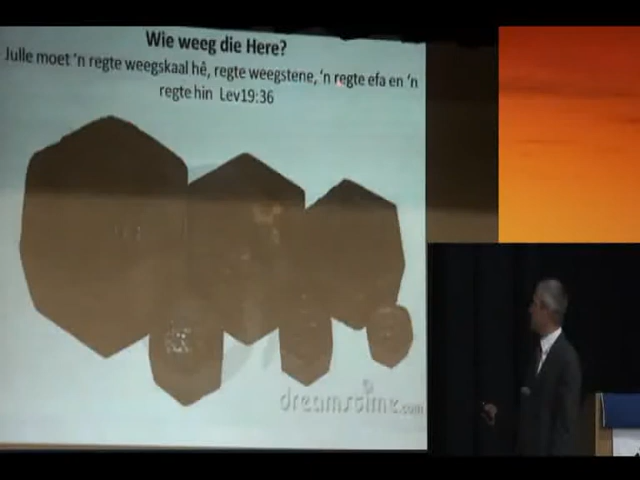 Wie weeg die Here?
Julle moet 'n regte weegskaal hê, regte weegstene, 'n regte efa en 'n
regte hin Lev19:36
dreamstime.com